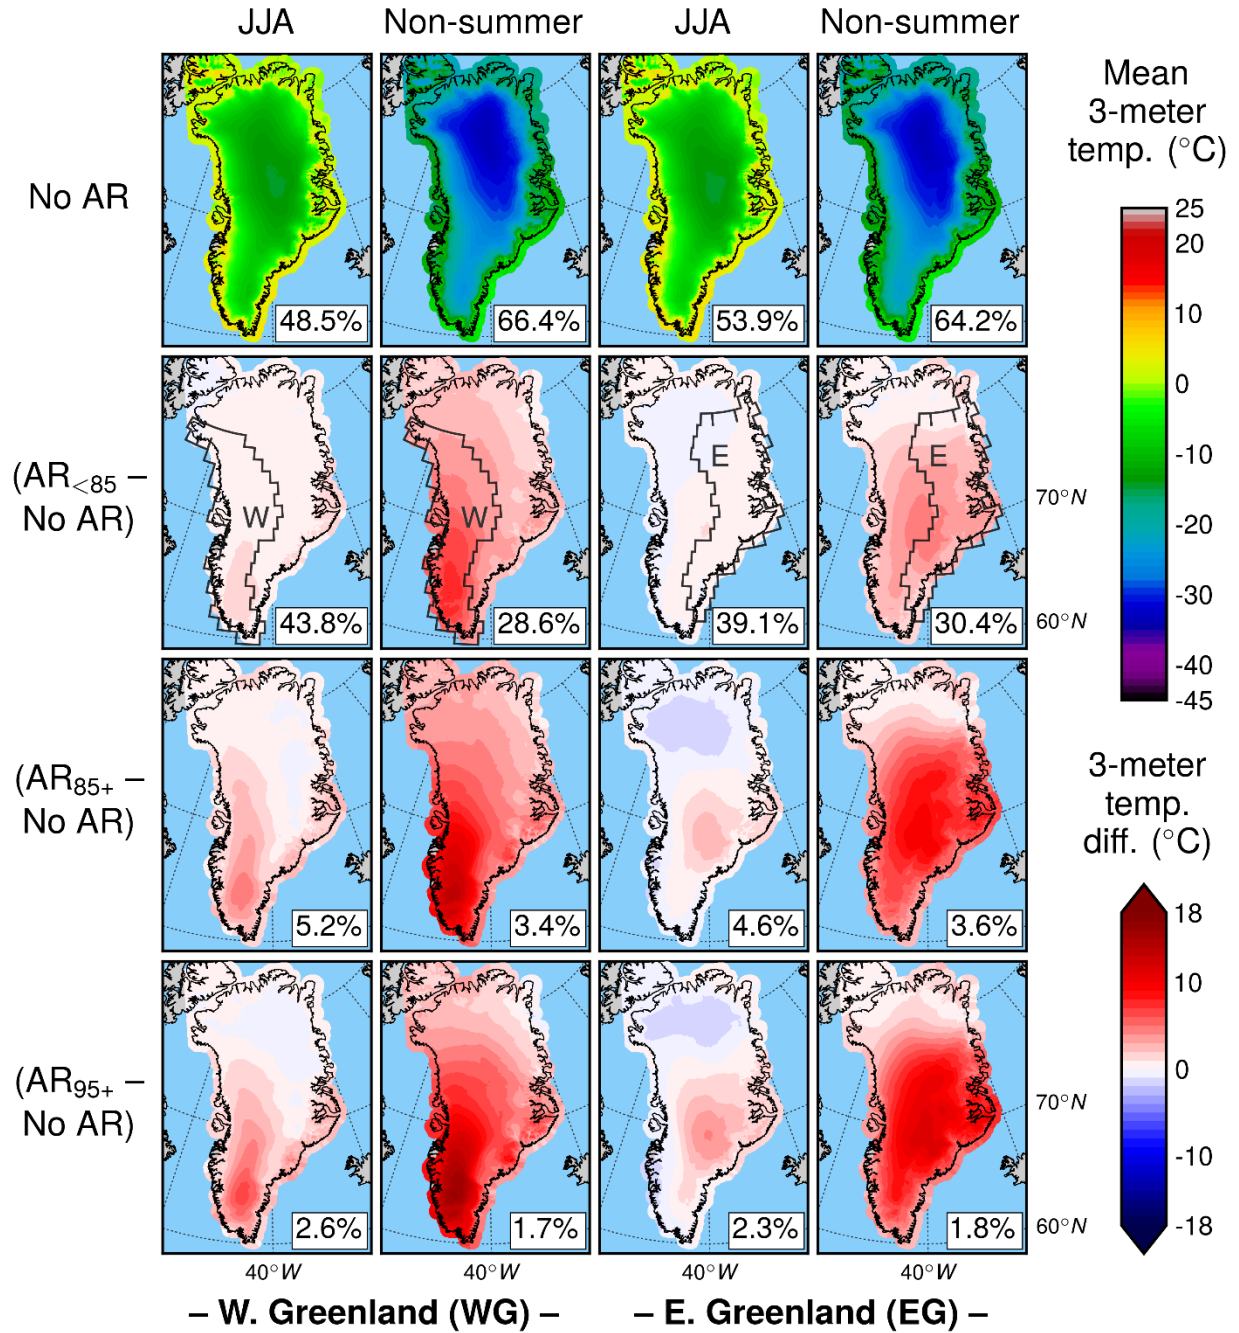 JJA Non-summer JJA Non-summer
Mean
3-meter
temp. (°C)
No AR
48.5% 66.4% 53.9% 64.2%
25
20
10
0
-10
-20
-30
-40
-45
(AR<85 –
No AR)
W W E E
70°N
60°N
43.8% 28.6% 39.1% 30.4%
(AR85+ –
No AR)
5.2% 3.4% 4.6% 3.6%
3-meter
temp.
diff. (°C)
18
10
0
-10
-18
(AR95+ –
No AR)
70°N
60°N
2.6% 1.7% 2.3% 1.8%
40°W 40°W 40°W 40°W
– W. Greenland (WG) – – E. Greenland (EG) –